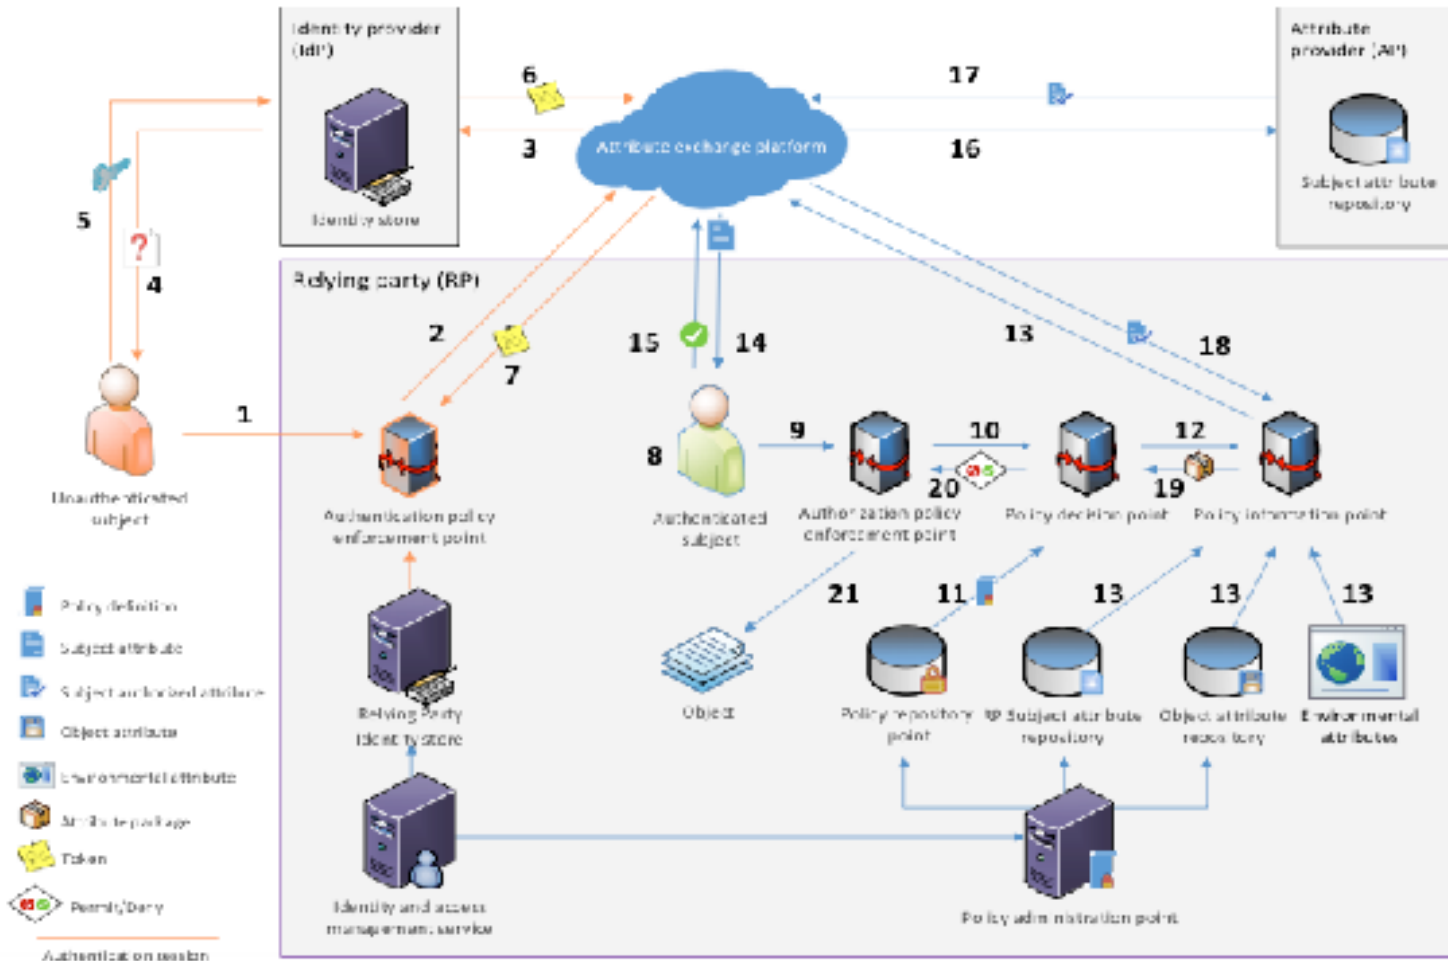 Identity provider
(IdP)
Identity store
6
3
Attribute exchange platform
17
16
Attribute
provider (AP)
Subject attribute
repository
5
4
1
Unauthenticated
subject
Relying party (RP)
2
7
15
14
13
18
8
9
10
20
12
19
Authentication policy
enforcement point
Authenticated
subject
Authorization policy
enforcement point
Policy decision point
Policy information point
21
11
13
13
13
Relying Party
Identity store
Object
Policy repository
point
RP Subject attribute
repository
Object attribute
repository
Environmental
attributes
Identity and access
management service
Policy administration point
Policy definition
Subject attribute
Subject authorized attribute
Object attribute
Environmental attribute
Attribute package
Token
Permit/Deny
Authentication session